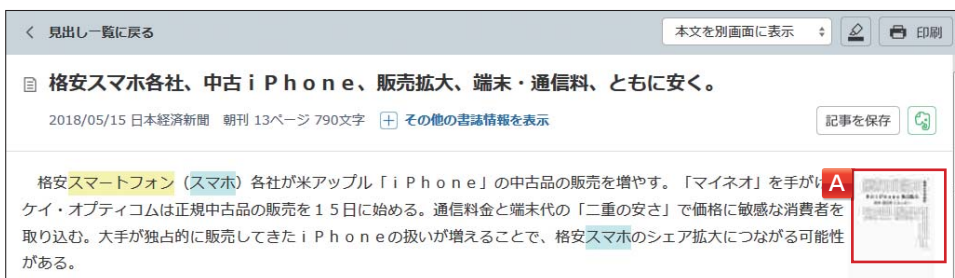 く 見出し一覧に戻る
本文を別画面に表示
印刷
格安スマホ各社、中古ｉＰｈｏｎｅ、販売拡大、端末・通信料、ともに安く。
2018/05/15 日本経済新聞 朝刊 13ページ 790文字 + その他の書誌情報を表示
記事を保存
格安スマートフォン（スマホ）各社が米アップル「ｉＰｈｏｎｅ」の中古品の販売を増やす。「マイネオ」を手が
A
ケイ・オプティコムは正規中古品の販売を１５日に始める。通信料金と端末代の「二重の安さ」で価格に敏感な消費者を
取り込む。大手が独占的に販売してきたｉＰｈｏｎｅの扱いが増えることで、格安スマホのシェア拡大につながる可能性
がある。